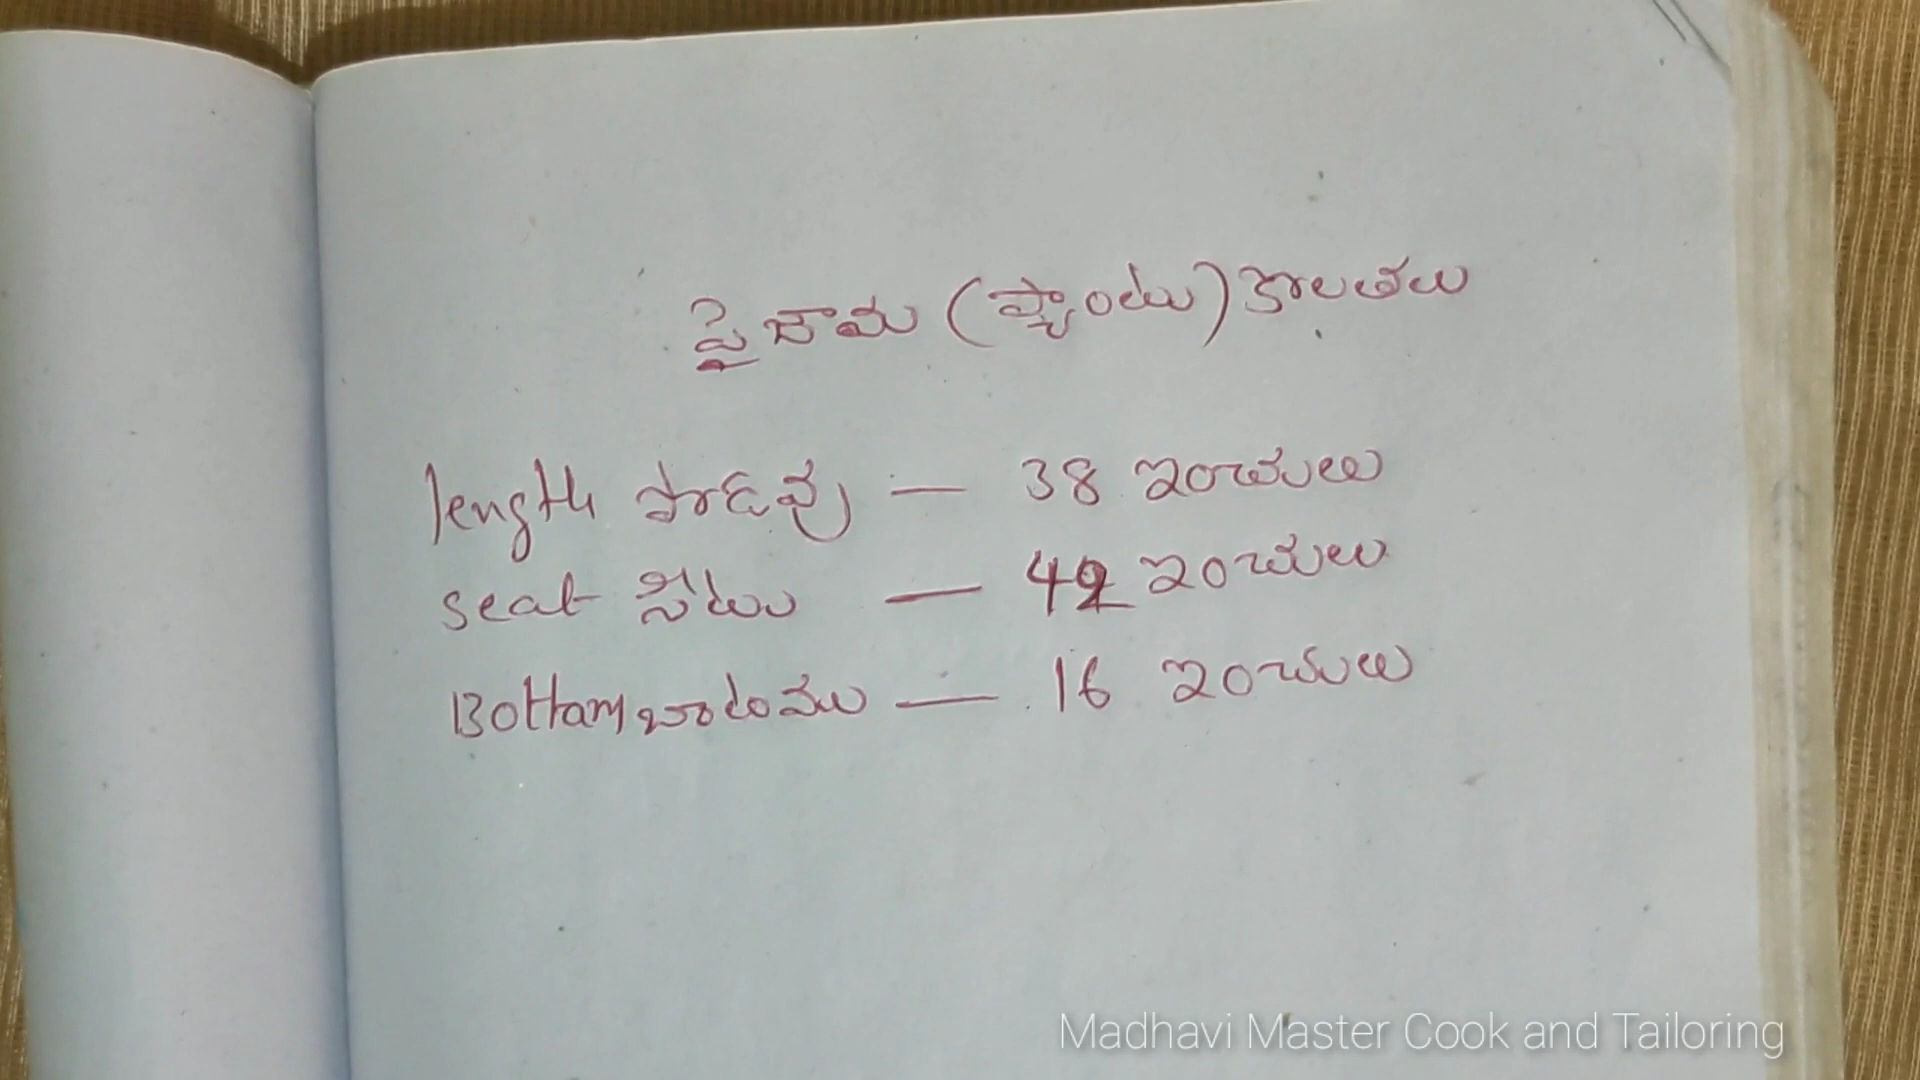 పైజామ (ప్యాంటు) కొలతలు
length పొడవు — 38 ఇంచులు
seat సీటు — 42 ఇంచులు
Bottam బాటము — 16 ఇంచులు
Madhavi Master Cook and Tailoring